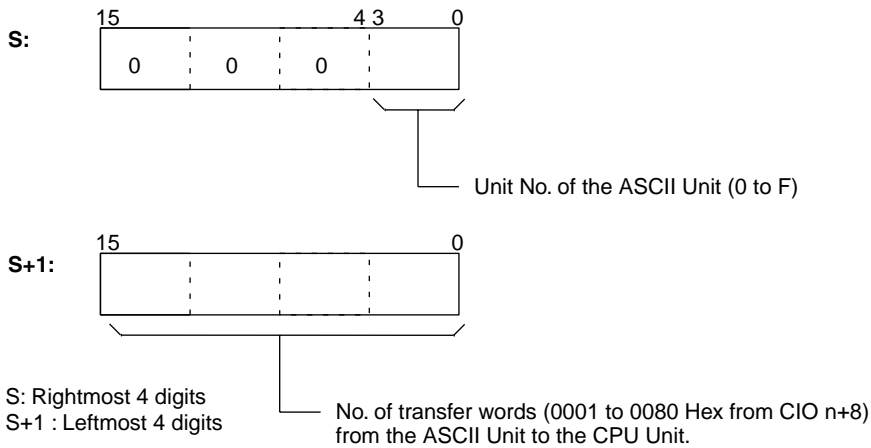 15 4 3 0
S:
0 0 0
Unit No. of the ASCII Unit (0 to F)
15 0
S+1:
S: Rightmost 4 digits
S+1 : Leftmost 4 digits
No. of transfer words (0001 to 0080 Hex from CIO n+8)
from the ASCII Unit to the CPU Unit.